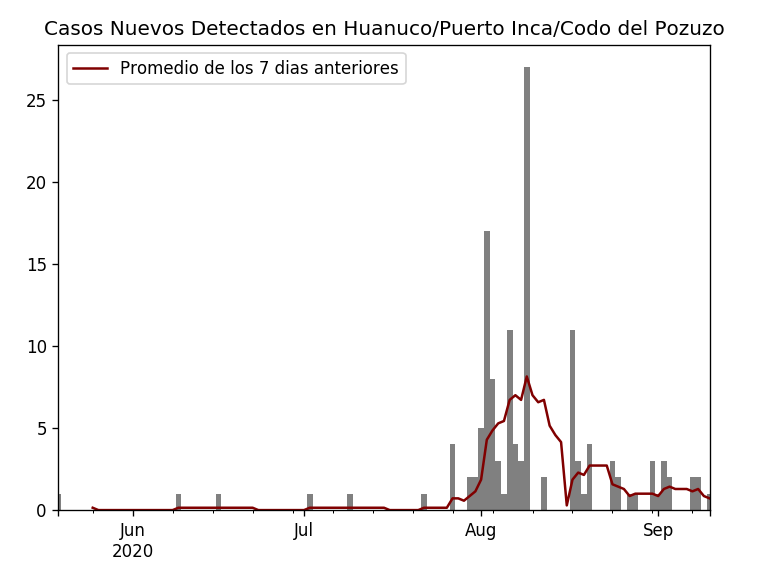 Casos Nuevos Detectados en Huanuco/Puerto Inca/Codo del Pozuzo
Promedio de los 7 dias anteriores
25
20
15
10
5
0
Jun Jul Aug Sep
2020